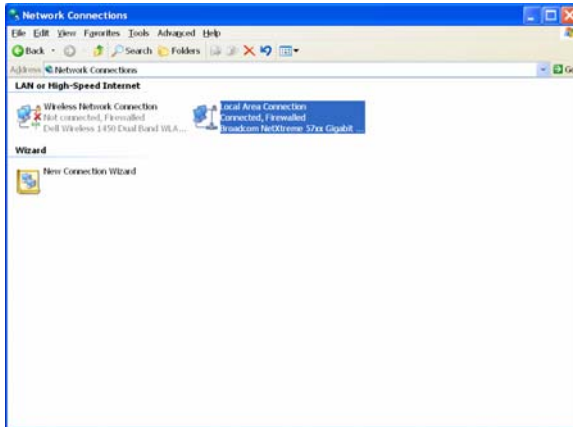 Network Connections
File Edit View Favorites Tools Advanced Help
Back Search Folders
Address Network Connections Go
LAN or High-Speed Internet
Wireless Network Connection
Not connected, Firewalled
Dell Wireless 1450 Dual Band WLA...
Local Area Connection
Connected, Firewalled
Broadcom NetXtreme 57xx Gigabit ...
Wizard
New Connection Wizard